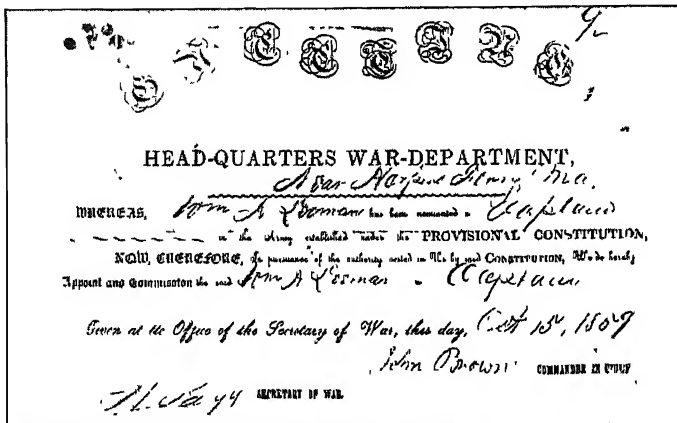 HEAD-QUARTERS WAR-DEPARTMENT,
Near Harpers Ferry Md.
WHEREAS, Wm H Leeman has been nominated a Captain
in the Army established under the PROVISIONAL CONSTITUTION,
NOW, THEREFORE, In pursuance of the authority vested in Us by said CONSTITUTION, We do hereby
Appoint and Commission the said Wm H Leeman a Captain
Given at the Office of the Secretary of War, this day, Oct 15, 1859
John Brown COMMANDER IN CHIEF
H. Kagi SECRETARY OF WAR.